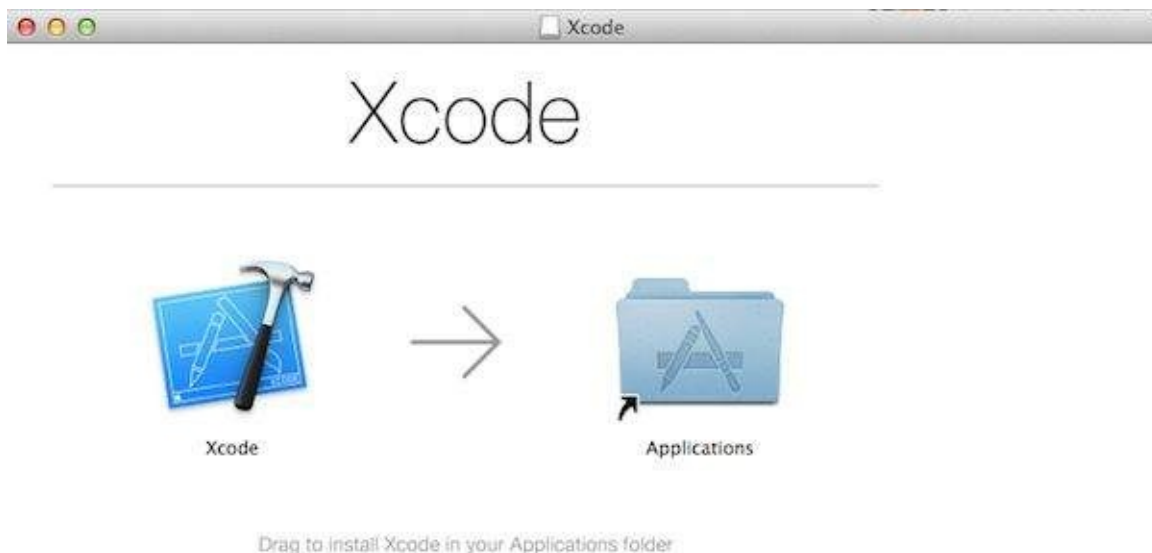 Xcode
Xcode
Xcode
Applications
Drag to install Xcode in your Applications folder